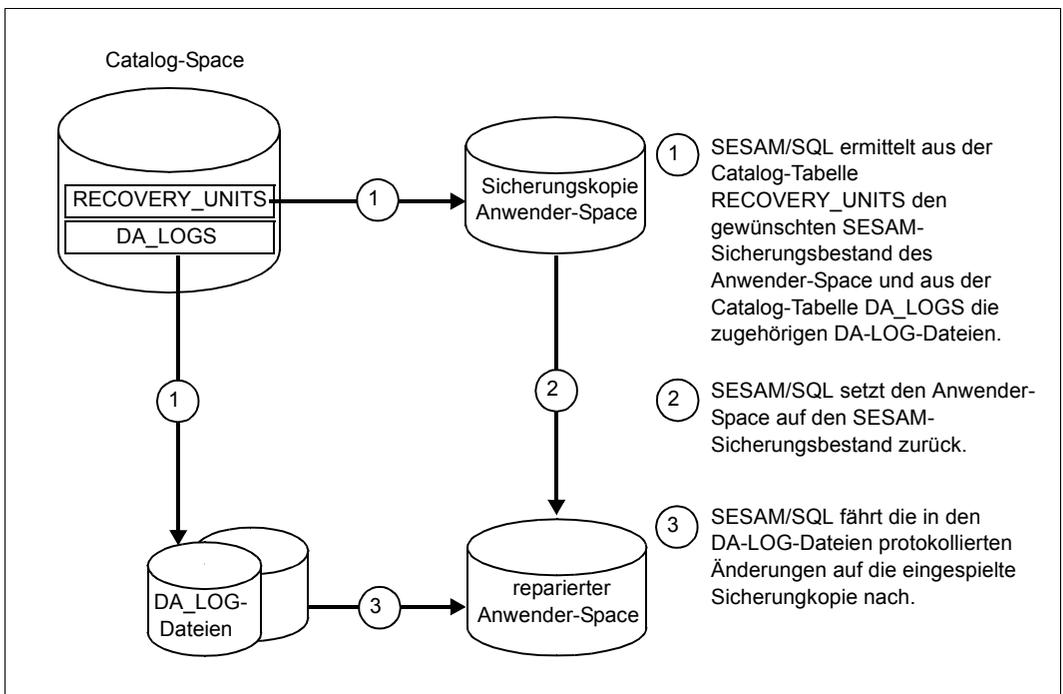 Catalog-Space
RECOVERY_UNITS
DA_LOGS
1
Sicherungskopie
Anwender-Space
1
2
DA_LOG-
Dateien
3
reparierter
Anwender-Space
1
SESAM/SQL ermittelt aus der
Catalog-Tabelle
RECOVERY_UNITS den
gewünschten SESAM-
Sicherungsbestand des
Anwender-Space und aus der
Catalog-Tabelle DA_LOGS die
zugehörigen DA-LOG-Dateien.
2
SESAM/SQL setzt den Anwender-
Space auf den SESAM-
Sicherungsbestand zurück.
3
SESAM/SQL fährt die in den
DA-LOG-Dateien protokollierten
Änderungen auf die eingespielte
Sicherungkopie nach.